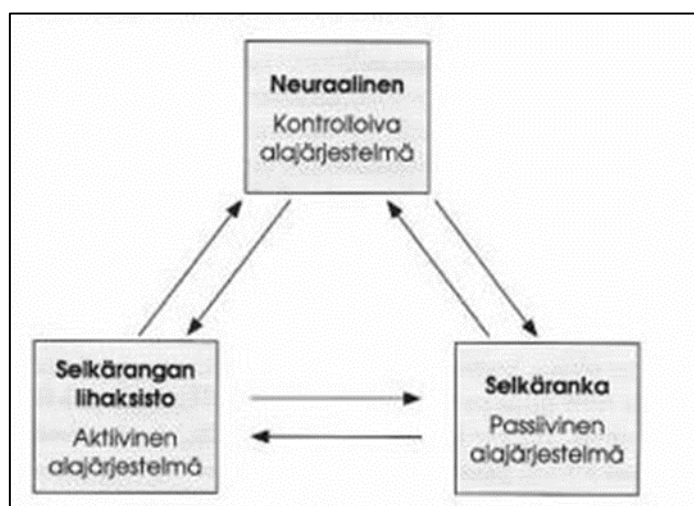 Neuraalinen
Kontrolloiva
alajärjestelmä
Selkärangan
lihaksisto
Aktiivinen
alajärjestelmä
Selkäranka
Passiivinen
alajärjestelmä